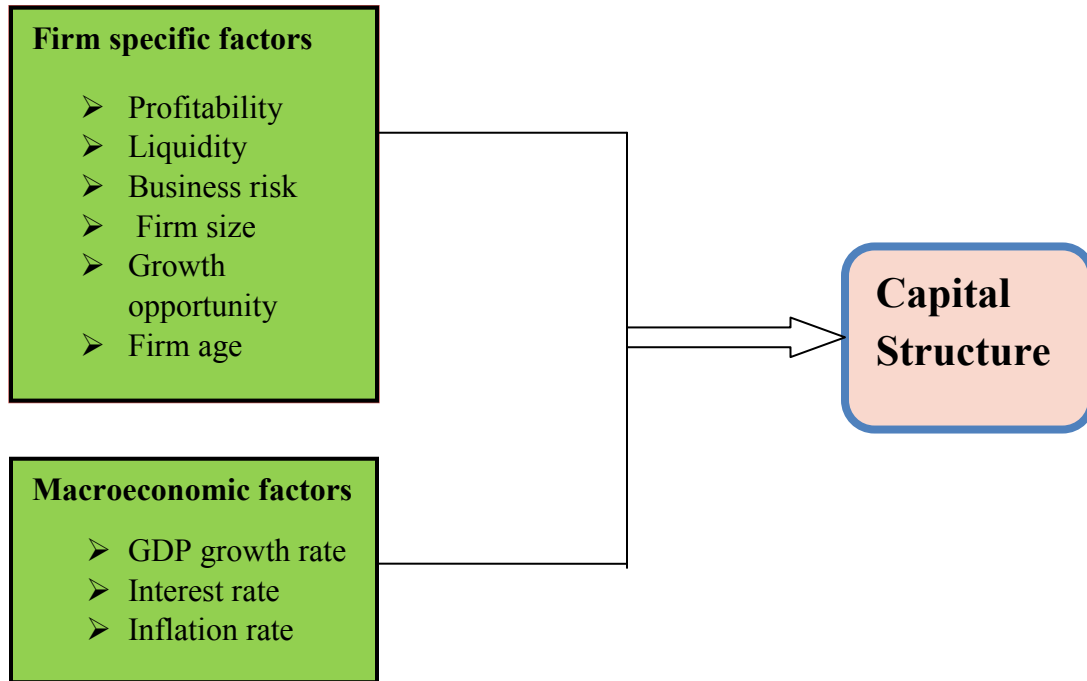 Firm specific factors
➢ Profitability
➢ Liquidity
➢ Business risk
➢ Firm size
➢ Growth
opportunity
➢ Firm age
Capital
Structure
Macroeconomic factors
➢ GDP growth rate
➢ Interest rate
➢ Inflation rate